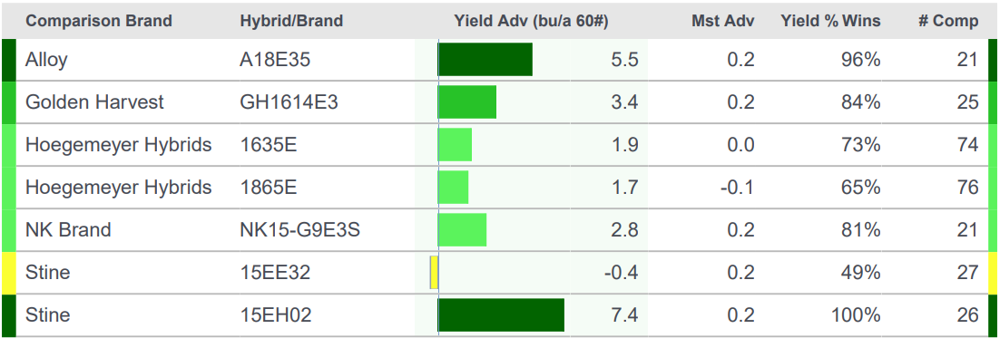 Comparison Brand Hybrid/Brand Yield Adv (bu/a 60#) Mst Adv Yield % Wins # Comp
Alloy A18E35 5.5 0.2 96% 21
Golden Harvest GH1614E3 3.4 0.2 84% 25
Hoegemeyer Hybrids 1635E 1.9 0.0 73% 74
Hoegemeyer Hybrids 1865E 1.7 -0.1 65% 76
NK Brand NK15-G9E3S 2.8 0.2 81% 21
Stine 15EE32 -0.4 0.2 49% 27
Stine 15EH02 7.4 0.2 100% 26